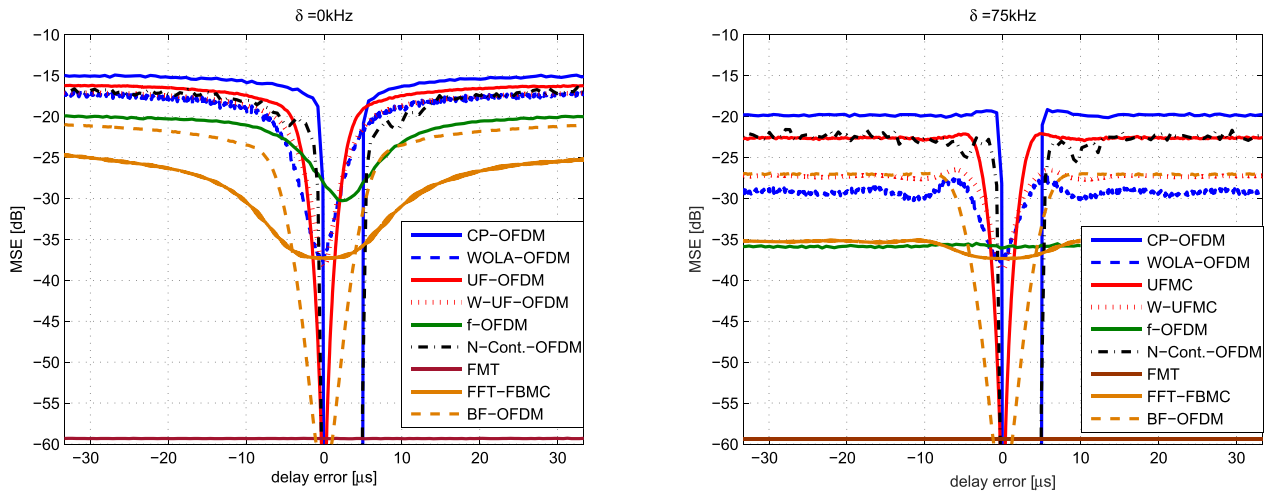 δ =0kHz
−10
−15
−20
−25
−30
−35
−40
−45
−50
−55
−60
MSE [dB]
−30 −20 −10 0 10 20 30
delay error [μs]
CP−OFDM
WOLA−OFDM
UF−OFDM
W−UF−OFDM
f−OFDM
N−Cont.−OFDM
FMT
FFT−FBMC
BF−OFDM
δ =75kHz
−10
−15
−20
−25
−30
−35
−40
−45
−50
−55
−60
MSE [dB]
−30 −20 −10 0 10 20 30
delay error [μs]
CP−OFDM
WOLA−OFDM
UFMC
W−UFMC
f−OFDM
N−Cont.−OFDM
FMT
FFT−FBMC
BF−OFDM